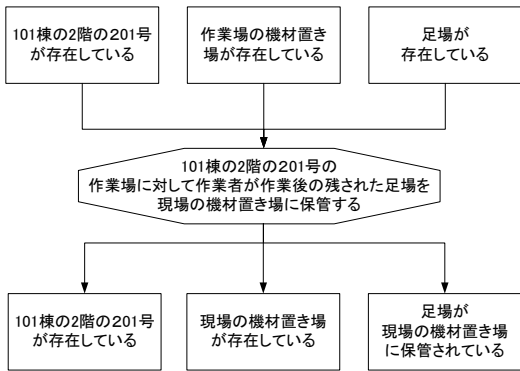 101棟の2階の201号
が存在している
作業場の機材置き
場が存在している
足場が
存在している
101棟の2階の201号の
作業場に対して作業者が作業後の残された足場を
現場の機材置き場に保管する
101棟の2階の201号
が存在している
現場の機材置き場
が存在している
足場が
現場の機材置き場
に保管されている